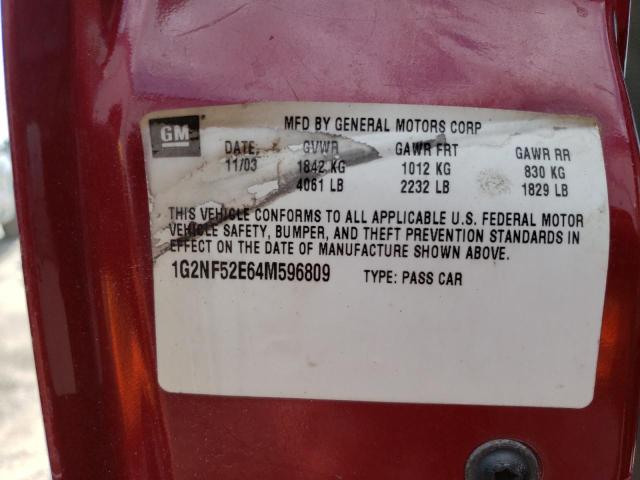 GM
MFD BY GENERAL MOTORS CORP
DATE GVWR GAWR FRT GAWR RR
11/03 1842 KG 1012 KG 830 KG
4061 LB 2232 LB 1829 LB
THIS VEHICLE CONFORMS TO ALL APPLICABLE U.S. FEDERAL MOTOR
VEHICLE SAFETY, BUMPER, AND THEFT PREVENTION STANDARDS IN
EFFECT ON THE DATE OF MANUFACTURE SHOWN ABOVE.
1G2NF52E64M596809 TYPE: PASS CAR